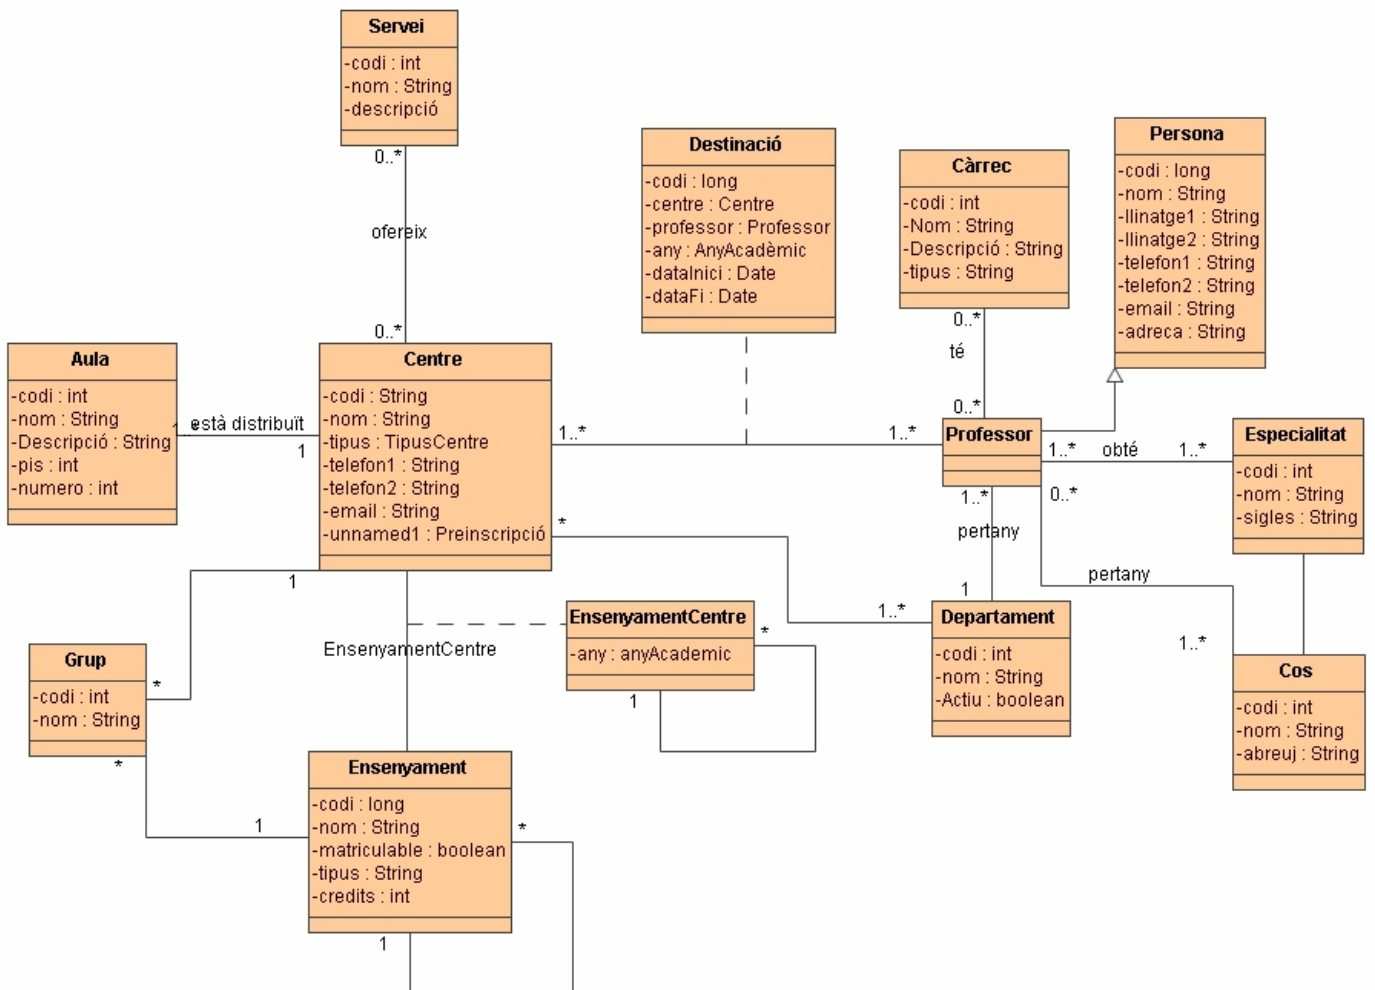 Servei
-codi : int
-nom : String
-descripció
0..*
ofereix
0..*
Destinació
-codi : long
-centre : Centre
-professor : Professor
-any : AnyAcadèmic
-dataInici : Date
-dataFi : Date
Càrrec
-codi : int
-Nom : String
-Descripció : String
-tipus : String
0..*
té
0..*
Persona
-codi : long
-nom : String
-llinatge1 : String
-llinatge2 : String
-telefon1 : String
-telefon2 : String
-email : String
-adreca : String
Aula
-codi : int
-nom : String
-Descripció : String
-pis : int
-numero : int
està distribuït
1
Centre
-codi : String
-nom : String
-tipus : TipusCentre
-telefon1 : String
-telefon2 : String
-email : String
-unnamed1 : Preinscripció
1..*
1..*
Professor
1..*
obté
1..*
Especialitat
-codi : int
-nom : String
-sigles : String
*
1..*
pertany
1
0..*
pertany
1..*
1..*
Departament
-codi : int
-nom : String
-Actiu : boolean
Cos
-codi : int
-nom : String
-abreuj : String
1
EnsenyamentCentre
EnsenyamentCentre
-any : anyAcademic
*
1
Grup
-codi : int
-nom : String
*
*
1
Ensenyament
-codi : long
-nom : String
-matriculable : boolean
-tipus : String
-credits : int
*
1